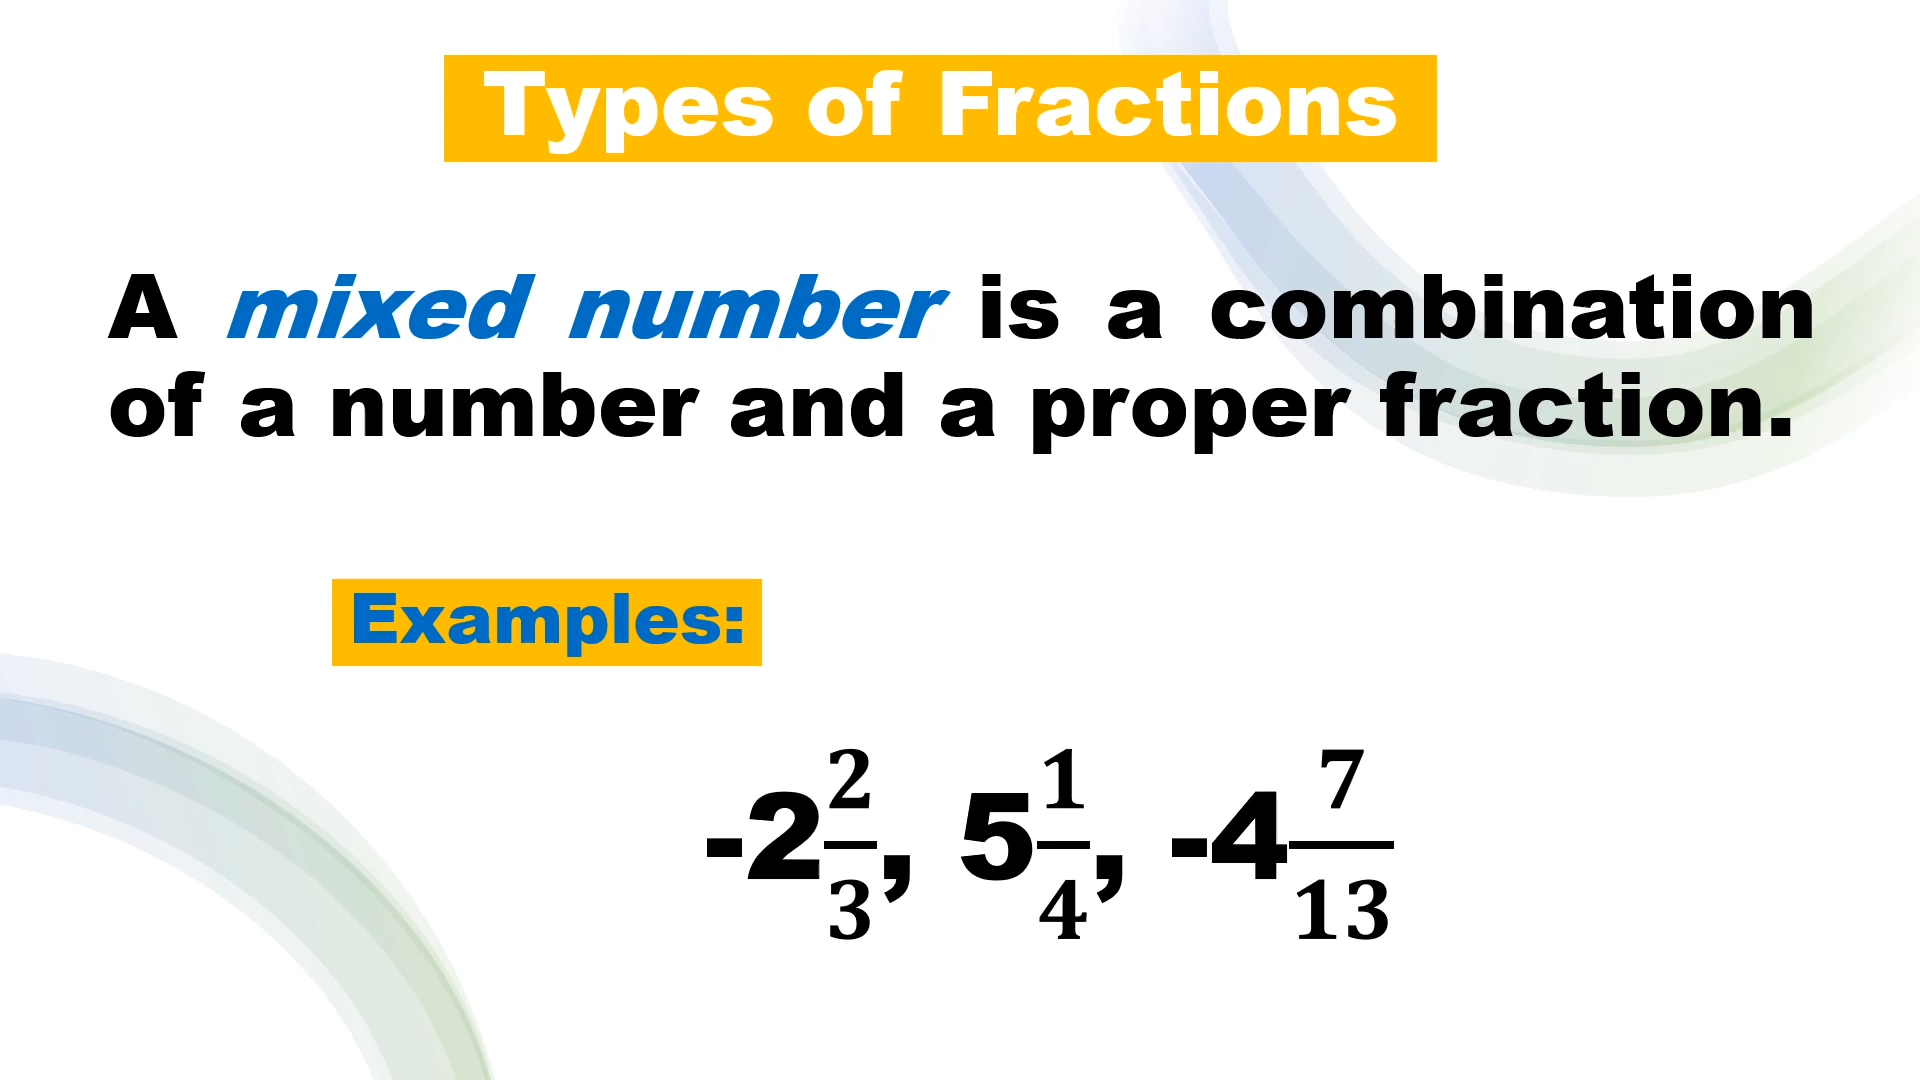 Types of Fractions
A mixed number is a combination
of a number and a proper fraction.
Examples:
-2 2/3, 5 1/4, -4 7/13